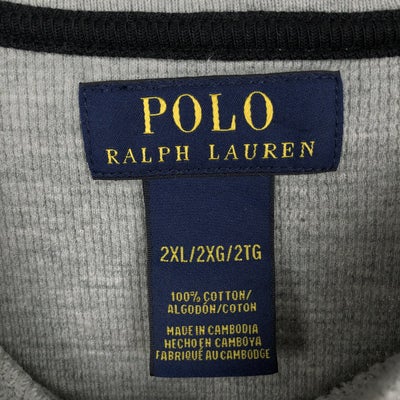 POLO
RALPH LAUREN
2XL/2XG/2TG
100% COTTON/
ALGODÓN/COTON
MADE IN CAMBODIA
HECHO EN CAMBOYA
FABRIQUÉ AU CAMBODGE